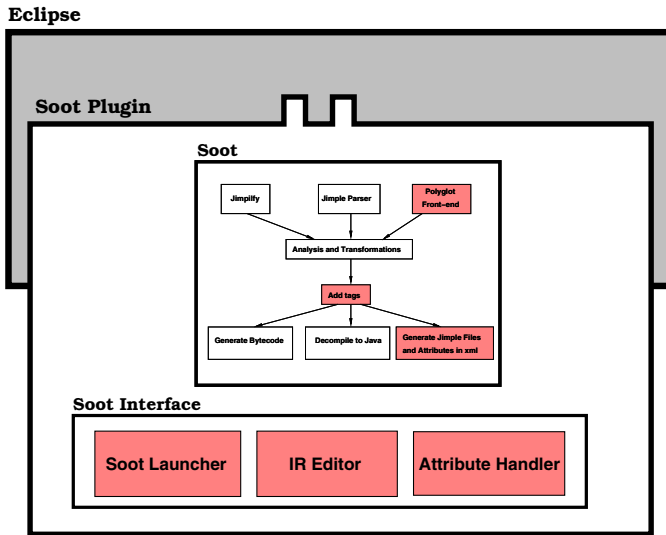 Eclipse
Soot Plugin
Soot
Jimpilfy
Jimple Parser
Polyglot
Front-end
Analysis and Transformations
Add tags
Generate Bytecode
Decompile to Java
Generate Jimple Files
and Attributes in xml
Soot Interface
Soot Launcher
IR Editor
Attribute Handler